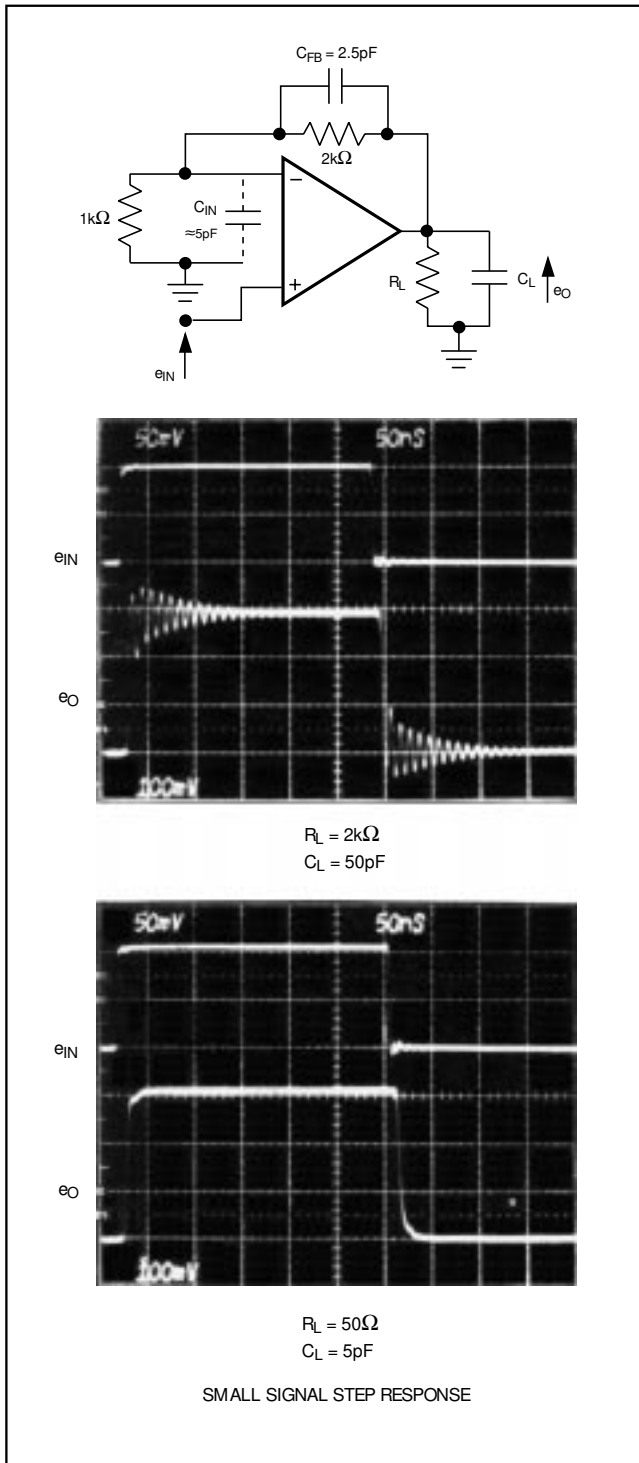 C_FB = 2.5pF
2kΩ
1kΩ
C_IN
≈5pF
−
+
R_L
C_L
e_O
e_IN
50mV 50nS
e_IN
e_O
100mV
R_L = 2kΩ
C_L = 50pF
50mV 50nS
e_IN
e_O
100mV
R_L = 50Ω
C_L = 5pF
SMALL SIGNAL STEP RESPONSE